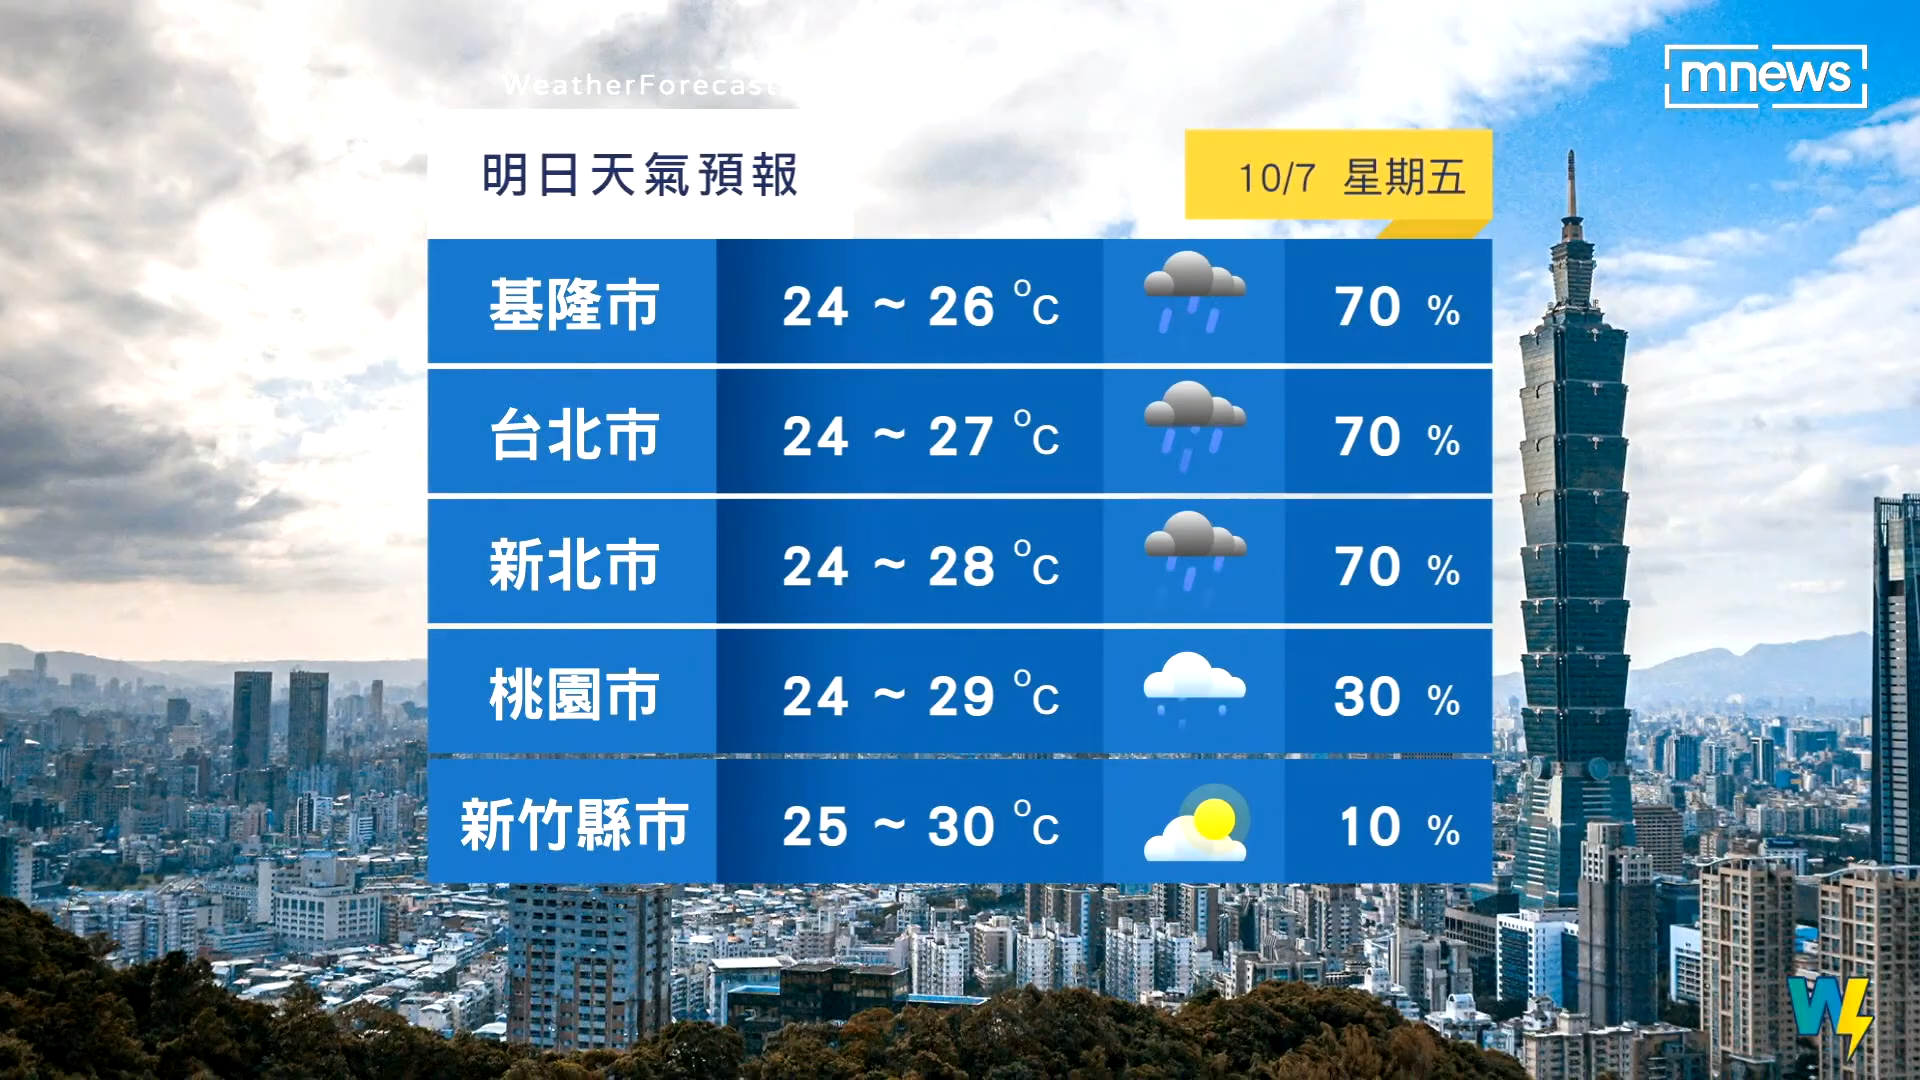 WeatherForecast
mnews
明日天氣預報
10/7 星期五
基隆市 24 ~ 26 °C 70 %
台北市 24 ~ 27 °C 70 %
新北市 24 ~ 28 °C 70 %
桃園市 24 ~ 29 °C 30 %
新竹縣市 25 ~ 30 °C 10 %
W